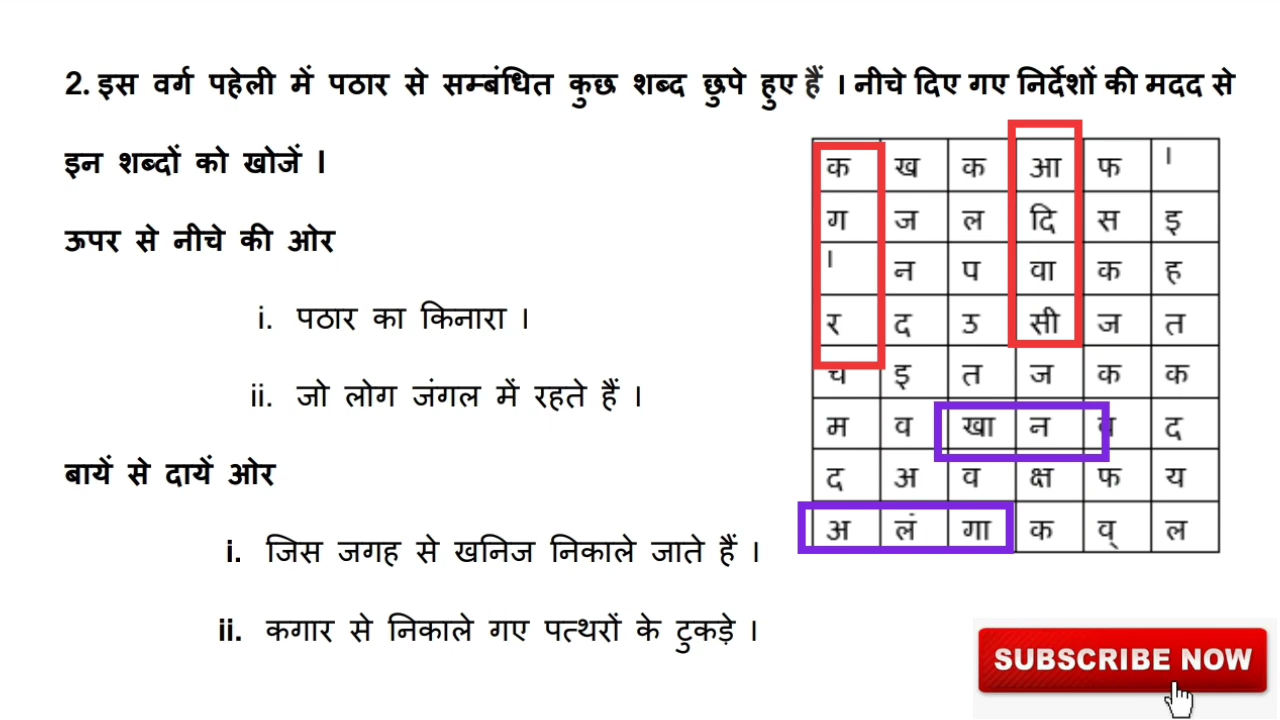 2. इस वर्ग पहेली में पठार से सम्बंधित कुछ शब्द छुपे हुए हैं । नीचे दिए गए निर्देशों की मदद से
इन शब्दों को खोजें ।
ऊपर से नीचे की ओर
i. पठार का किनारा ।
ii. जो लोग जंगल में रहते हैं ।
बायें से दायें ओर
i. जिस जगह से खनिज निकाले जाते हैं ।
ii. कगार से निकाले गए पत्थरों के टुकड़े ।
क ख क आ फ ।
ग ज ल दि स इ
। न प वा क ह
र द उ सी ज त
च इ त ज क क
म व खा न व द
द अ व क्ष फ य
अ लं गा क व् ल
SUBSCRIBE NOW